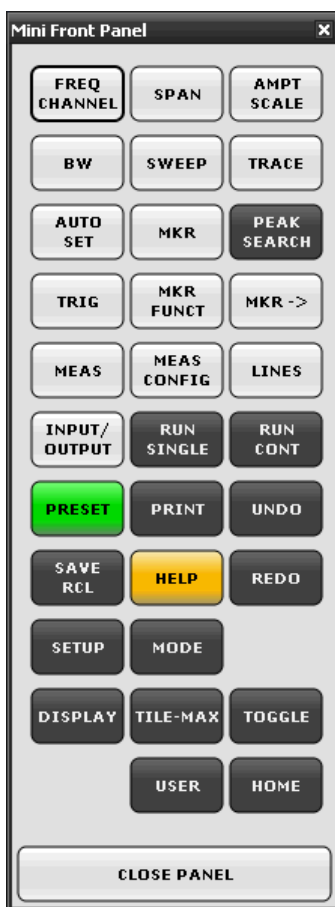 Mini Front Panel x
FREQ
CHANNEL
SPAN
AMPT
SCALE
BW
SWEEP
TRACE
AUTO
SET
MKR
PEAK
SEARCH
TRIG
MKR
FUNCT
MKR ->
MEAS
MEAS
CONFIG
LINES
INPUT/
OUTPUT
RUN
SINGLE
RUN
CONT
PRESET
PRINT
UNDO
SAVE
RCL
HELP
REDO
SETUP
MODE
DISPLAY
TILE-MAX
TOGGLE
USER
HOME
CLOSE PANEL